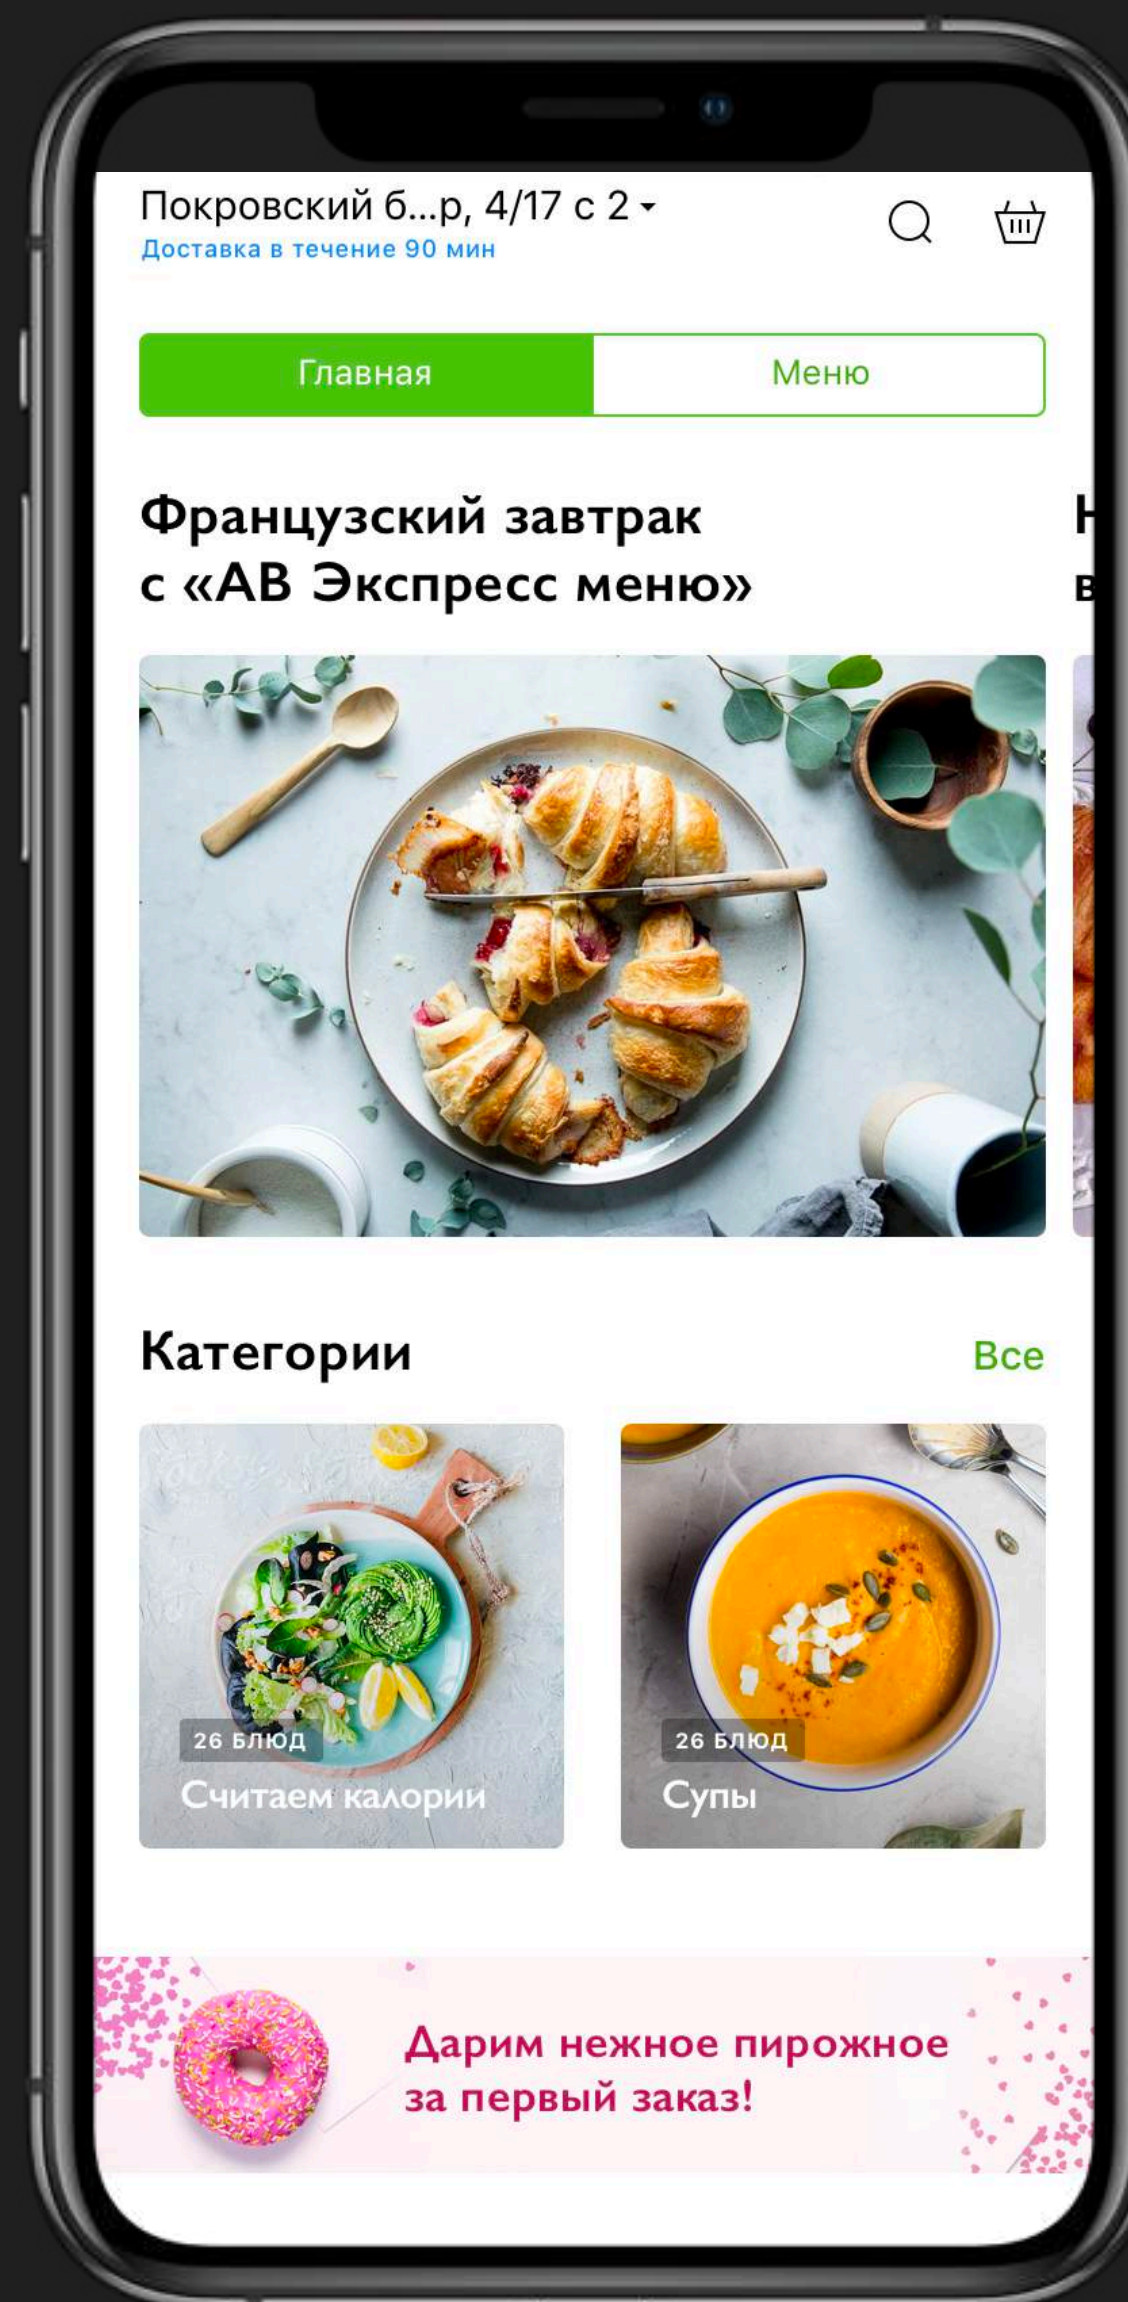 Покровский б...р, 4/17 с 2
Доставка в течение 90 мин
Главная
Меню
Французский завтрак
с «АВ Экспресс меню»
Категории
Все
26 БЛЮД
Считаем калории
26 БЛЮД
Супы
Дарим нежное пирожное
за первый заказ!